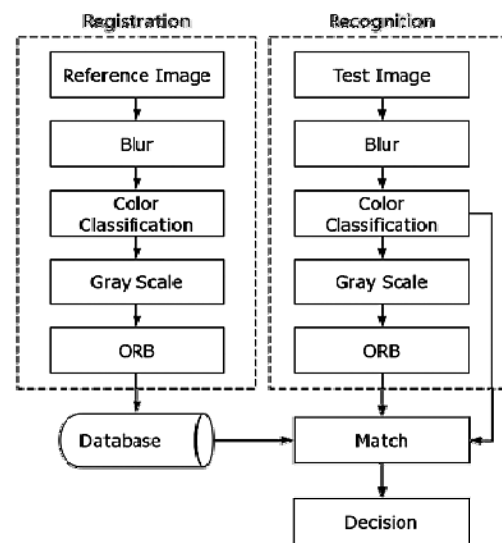 Registration
Reference Image
Blur
Color
Classification
Gray Scale
ORB
Database
Recognition
Test Image
Blur
Color
Classification
Gray Scale
ORB
Match
Decision